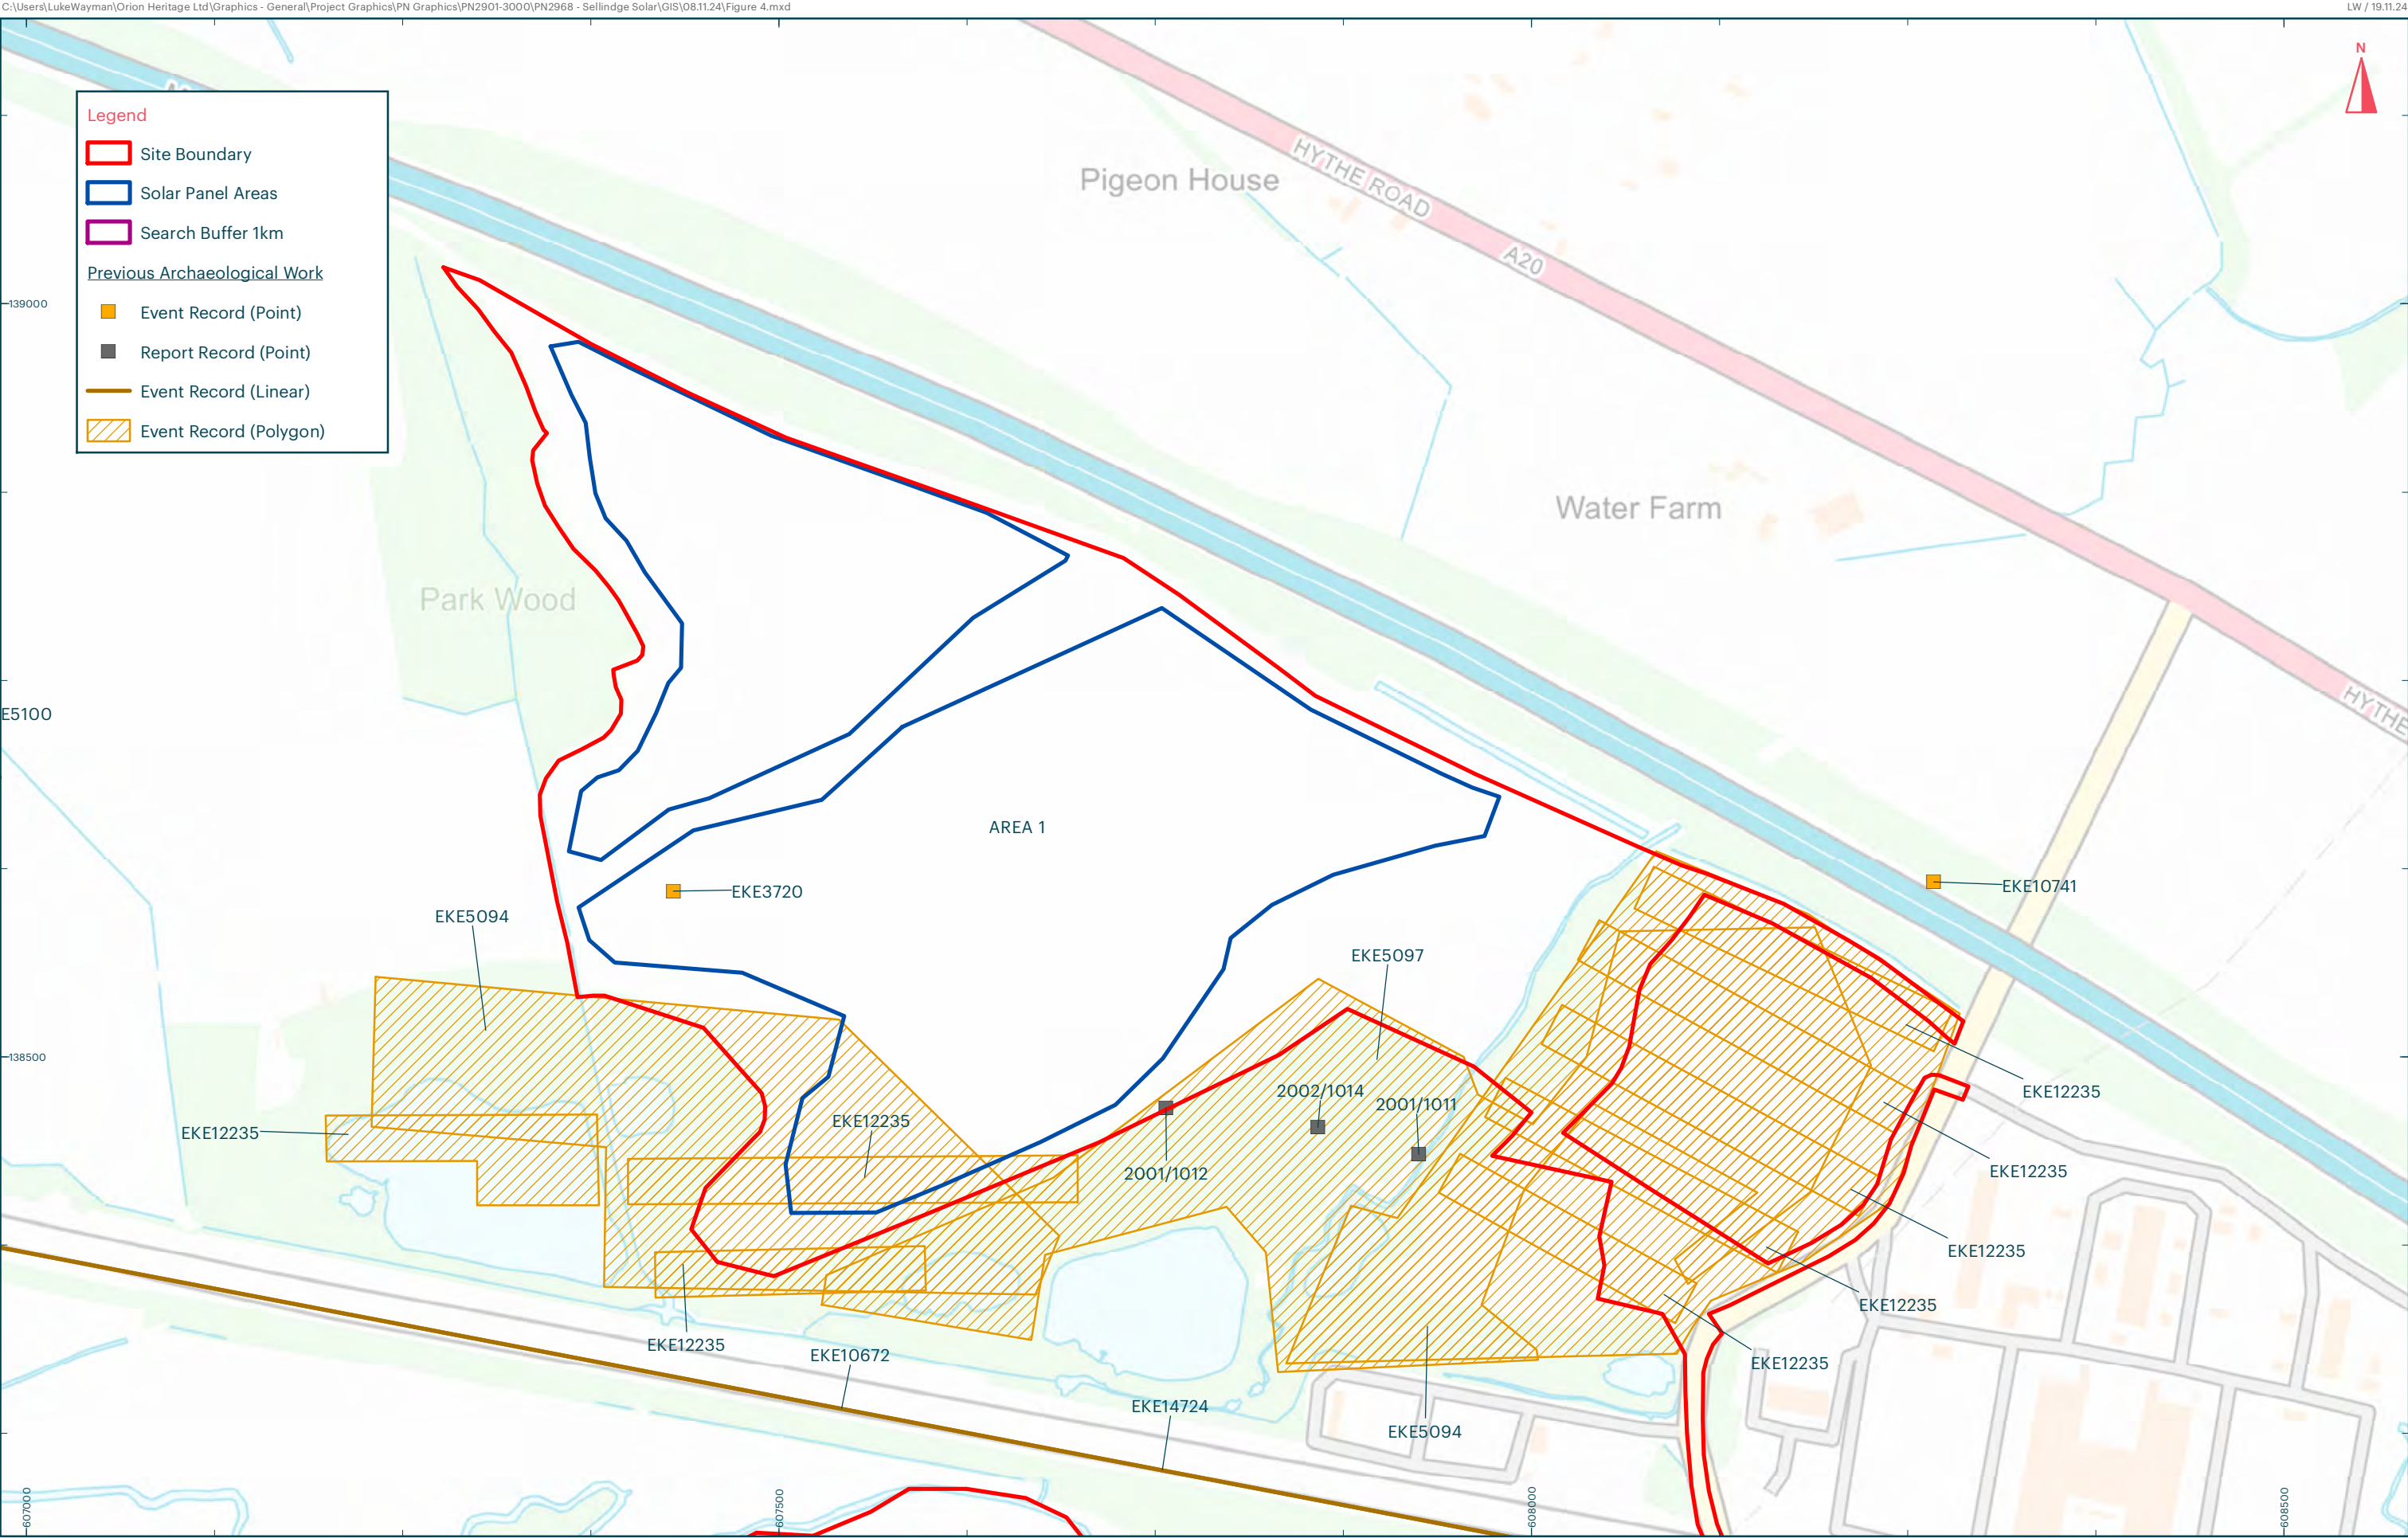 C:\Users\LukeWayman\Orion Heritage Ltd\Graphics - General\Project Graphics\PN Graphics\PN2901-3000\PN2968 - Sellindge Solar\GIS\08.11.24\Figure 4.mxd
LW / 19.11.24
N
Legend
Site Boundary
Solar Panel Areas
Search Buffer 1km
Previous Archaeological Work
Event Record (Point)
Report Record (Point)
Event Record (Linear)
Event Record (Polygon)
Pigeon House
HYTHE ROAD
A20
139000
Water Farm
Park Wood
HYTHE
E5100
AREA 1
EKE3720
EKE10741
EKE5094
EKE5097
138500
2002/1014
EKE12235
2001/1011
EKE12235
EKE12235
2001/1012
EKE12235
EKE12235
EKE12235
EKE12235
EKE10672
EKE12235
EKE14724
EKE5094
607000
607500
608000
608500